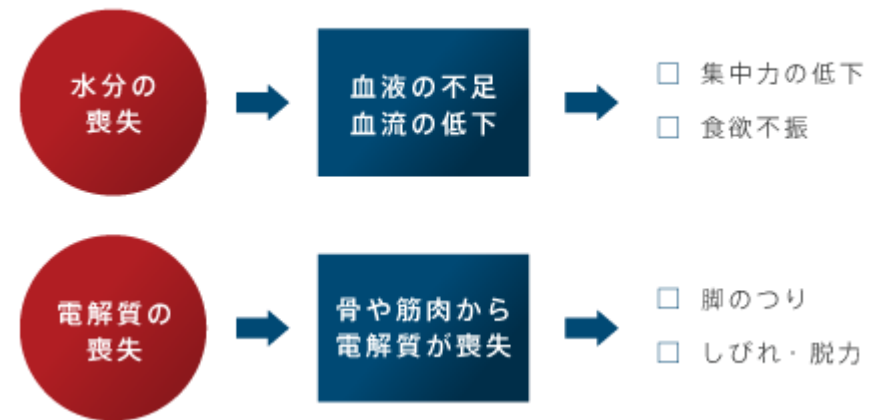 水分の
喪失
血液の不足
血流の低下
□ 集中力の低下
□ 食欲不振
電解質の
喪失
骨や筋肉から
電解質が喪失
□ 脚のつり
□ しびれ・脱力